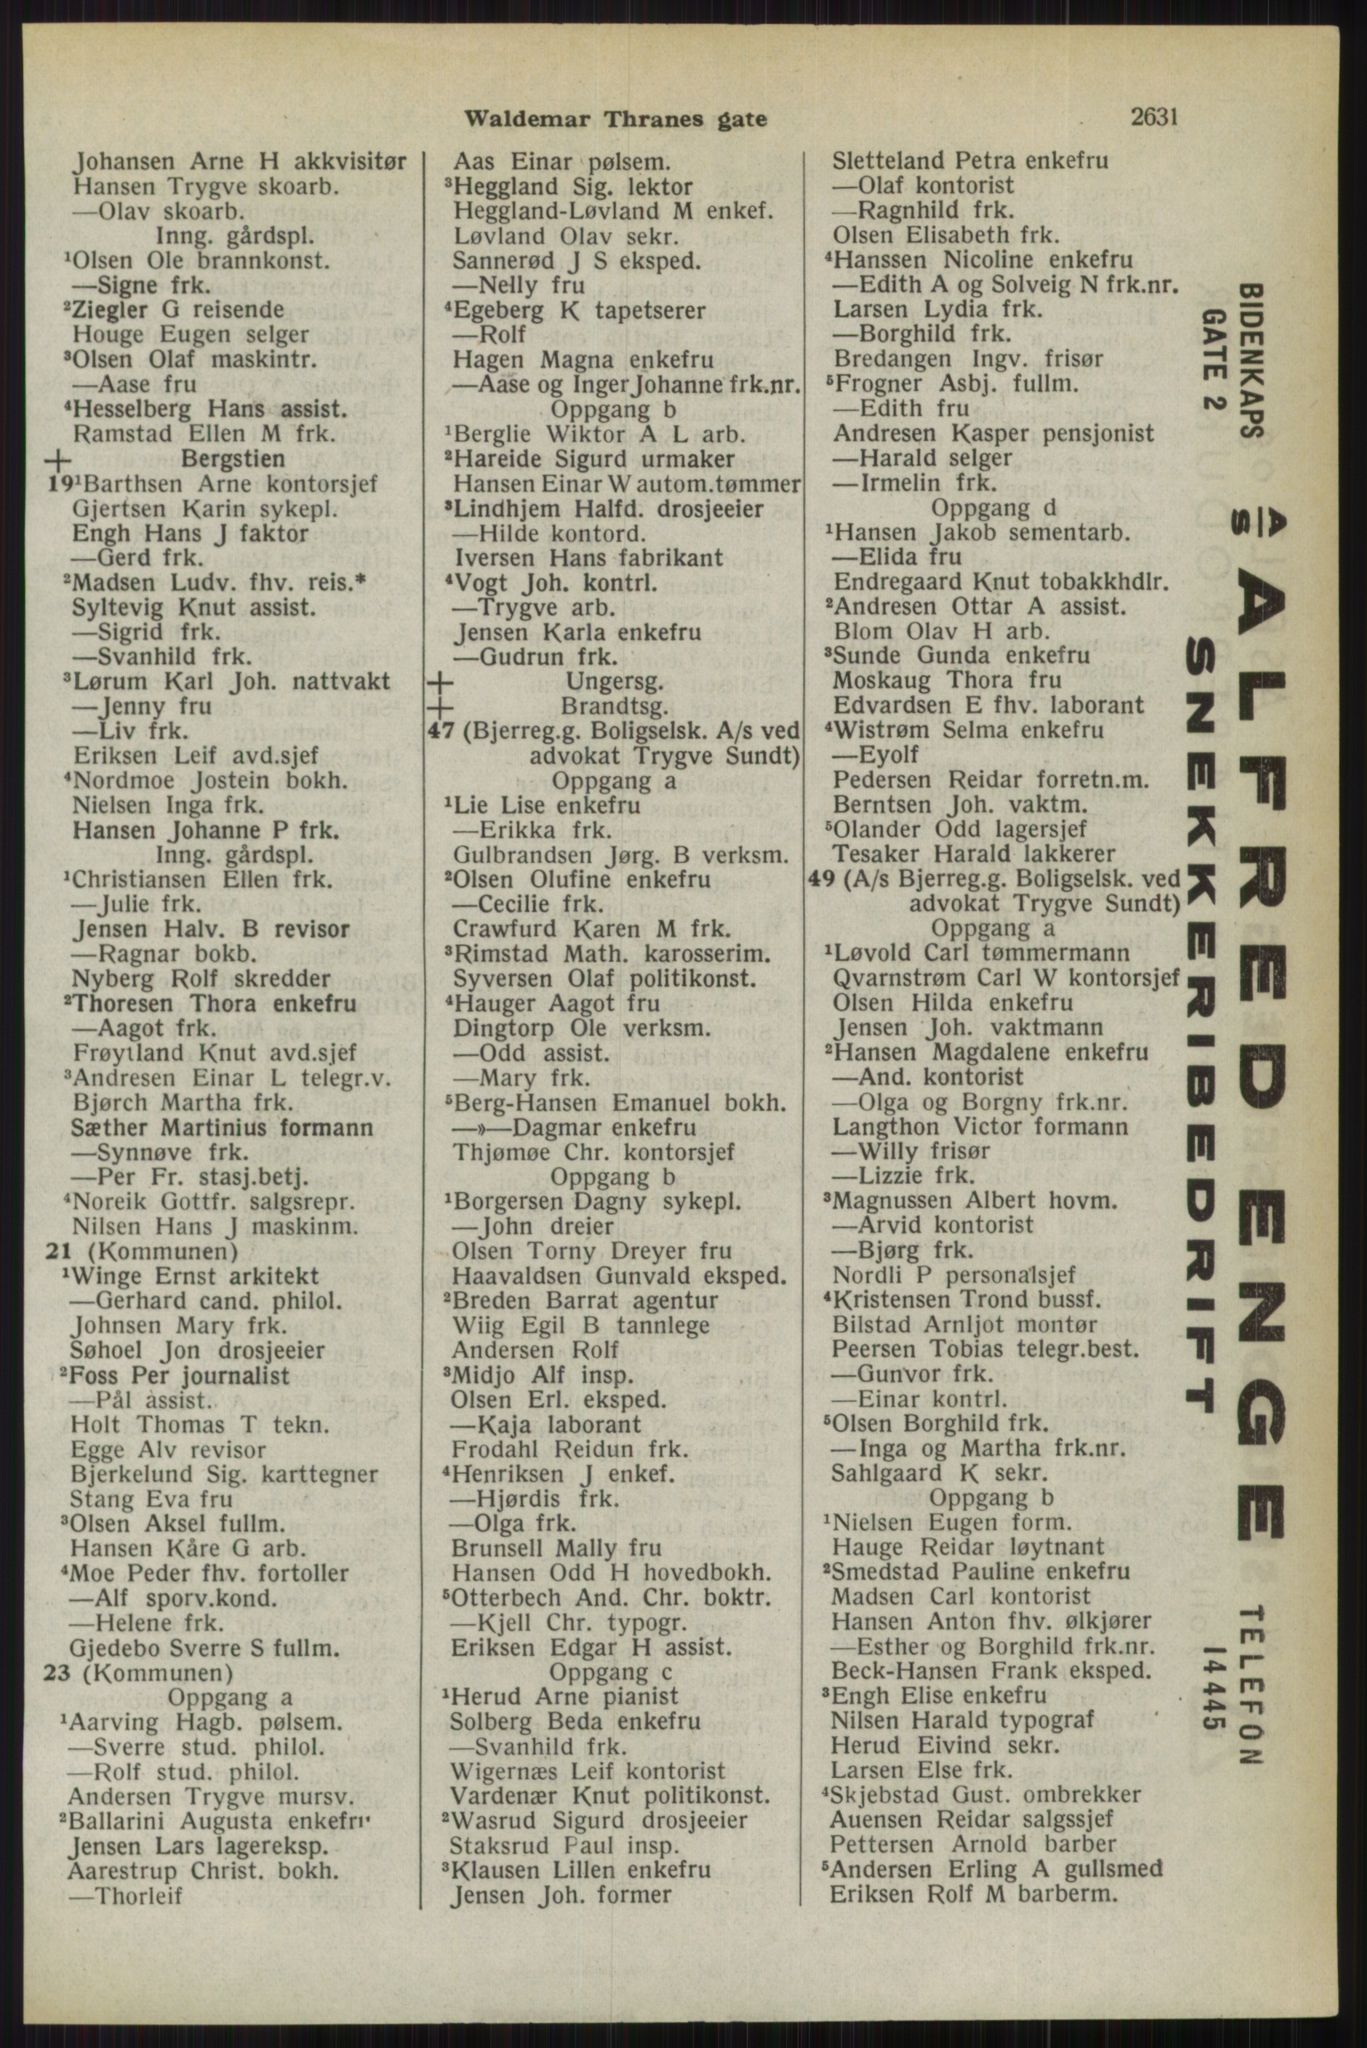 Waldemar Thranes gate
2631
Johansen Arne H akkvisitør
Hansen Trygve skoarb.
—Olav skoarb.
Inng. gårdspl.
¹Olsen Ole brannkonst.
—Signe frk.
²Ziegler G reisende
Houge Eugen selger
³Olsen Olaf maskintr.
—Aase fru
⁴Hesselberg Hans assist.
Ramstad Ellen M frk.
+ Bergstien
19¹Barthsen Arne kontorsjef
Gjertsen Karin sykepl.
Engh Hans J faktor
—Gerd frk.
²Madsen Ludv. fhv. reis.*
Syltevig Knut assist.
—Sigrid frk.
—Svanhild frk.
³Lørum Karl Joh. nattvakt
—Jenny fru
—Liv frk.
Eriksen Leif avd.sjef
⁴Nordmoe Jostein bokh.
Nielsen Inga frk.
Hansen Johanne P frk.
Inng. gårdspl.
¹Christiansen Ellen frk.
—Julie frk.
Jensen Halv. B revisor
—Ragnar bokb.
Nyberg Rolf skredder
²Thoresen Thora enkefru
—Aagot frk.
Frøytland Knut avd.sjef
³Andresen Einar L telegr.v.
Bjørch Martha frk.
Sæther Martinius formann
—Synnøve frk.
—Per Fr. stasj.betj.
⁴Noreik Gottfr. salgsrepr.
Nilsen Hans J maskinm.
21 (Kommunen)
¹Winge Ernst arkitekt
—Gerhard cand. philol.
Johnsen Mary frk.
Søhoel Jon drosjeeier
²Foss Per journalist
—Pål assist.
Holt Thomas T tekn.
Egge Alv revisor
Bjerkelund Sig. karttegner
Stang Eva fru
³Olsen Aksel fullm.
Hansen Kåre G arb.
⁴Moe Peder fhv. fortoller
—Alf sporv.kond.
—Helene frk.
Gjedebo Sverre S fullm.
23 (Kommunen)
Oppgang a
¹Aarving Hagb. pølsem.
—Sverre stud. philol.
—Rolf stud. philol.
Andersen Trygve mursv.
²Ballarini Augusta enkefru
Jensen Lars lagereksp.
Aarestrup Christ. bokh.
—Thorleif
Aas Einar pølsem.
³Heggland Sig. lektor
Heggland-Løvland M enkef.
Løvland Olav sekr.
Sannerød J S eksped.
—Nelly fru
⁴Egeberg K tapetserer
—Rolf
Hagen Magna enkefru
—Aase og Inger Johanne frk.nr.
Oppgang b
¹Berglie Wiktor A L arb.
²Hareide Sigurd urmaker
Hansen Einar W autom.tømmer
³Lindhjem Halfd. drosjeeier
—Hilde kontord.
Iversen Hans fabrikant
⁴Vogt Joh. kontrl.
—Trygve arb.
Jensen Karla enkefru
—Gudrun frk.
+ Ungersg.
+ Brandtsg.
47 (Bjerreg.g. Boligselsk. A/s ved
advokat Trygve Sundt)
Oppgang a
¹Lie Lise enkefru
—Erikka frk.
Gulbrandsen Jørg. B verksm.
²Olsen Olufine enkefru
—Cecilie frk.
Crawfurd Karen M frk.
³Rimstad Math. karosserim.
Syversen Olaf politikonst.
⁴Hauger Aagot fru
Dingtorp Ole verksm.
—Odd assist.
—Mary frk.
⁵Berg-Hansen Emanuel bokh.
—»—Dagmar enkefru
Thjømøe Chr. kontorsjef
Oppgang b
¹Borgersen Dagny sykepl.
—John dreier
Olsen Torny Dreyer fru
Haavaldsen Gunvald eksped.
²Breden Barrat agentur
Wiig Egil B tannlege
Andersen Rolf
³Midjo Alf insp.
Olsen Erl. eksped.
—Kaja laborant
Frodahl Reidun frk.
⁴Henriksen J enkef.
—Hjørdis frk.
—Olga frk.
Brunsell Mally fru
Hansen Odd H hovedbokh.
⁵Otterbech And. Chr. boktr.
—Kjell Chr. typogr.
Eriksen Edgar H assist.
Oppgang c
¹Herud Arne pianist
Solberg Beda enkefru
—Svanhild frk.
Wigernæs Leif kontorist
Vardenær Knut politikonst.
²Wasrud Sigurd drosjeeier
Staksrud Paul insp.
³Klausen Lillen enkefru
Jensen Joh. former
Sletteland Petra enkefru
—Olaf kontorist
—Ragnhild frk.
Olsen Elisabeth frk.
⁴Hanssen Nicoline enkefru
—Edith A og Solveig N frk.nr.
Larsen Lydia frk.
—Borghild frk.
Bredangen Ingv. frisør
⁵Frogner Asbj. fullm.
—Edith fru
Andresen Kasper pensjonist
—Harald selger
—Irmelin frk.
Oppgang d
¹Hansen Jakob sementarb.
—Elida fru
Endregaard Knut tobakkhdlr.
²Andresen Ottar A assist.
Blom Olav H arb.
³Sunde Gunda enkefru
Moskaug Thora fru
Edvardsen E fhv. laborant
⁴Wistrøm Selma enkefru
—Eyolf
Pedersen Reidar forretn.m.
Berntsen Joh. vaktm.
⁵Olander Odd lagersjef
Tesaker Harald lakkerer
49 (A/s Bjerreg.g. Boligselsk. ved
advokat Trygve Sundt)
Oppgang a
¹Løvold Carl tømmermann
Qvarnstrøm Carl W kontorsjef
Olsen Hilda enkefru
Jensen Joh. vaktmann
²Hansen Magdalene enkefru
—And. kontorist
—Olga og Borgny frk.nr.
Langthon Victor formann
—Willy frisør
—Lizzie frk.
³Magnussen Albert hovm.
—Arvid kontorist
—Bjørg frk.
Nordli P personalsjef
⁴Kristensen Trond bussf.
Bilstad Arnljot montør
Peersen Tobias telegr.best.
—Gunvor frk.
—Einar kontrl.
⁵Olsen Borghild frk.
—Inga og Martha frk.nr.
Sahlgaard K sekr.
Oppgang b
¹Nielsen Eugen form.
Hauge Reidar løytnant
²Smedstad Pauline enkefru
Madsen Carl kontorist
Hansen Anton fhv. ølkjører
—Esther og Borghild frk.nr.
Beck-Hansen Frank eksped.
³Engh Elise enkefru
Nilsen Harald typograf
Herud Eivind sekr.
Larsen Else frk.
⁴Skjebstad Gust. ombrekker
Auensen Reidar salgssjef
Pettersen Arnold barber
⁵Andersen Erling A gullsmed
Eriksen Rolf M barberm.
BIDENKAPS
GATE 2
A/S ALFRED ENGE
SNEKKERIBEDRIFT
TELEFON
14445